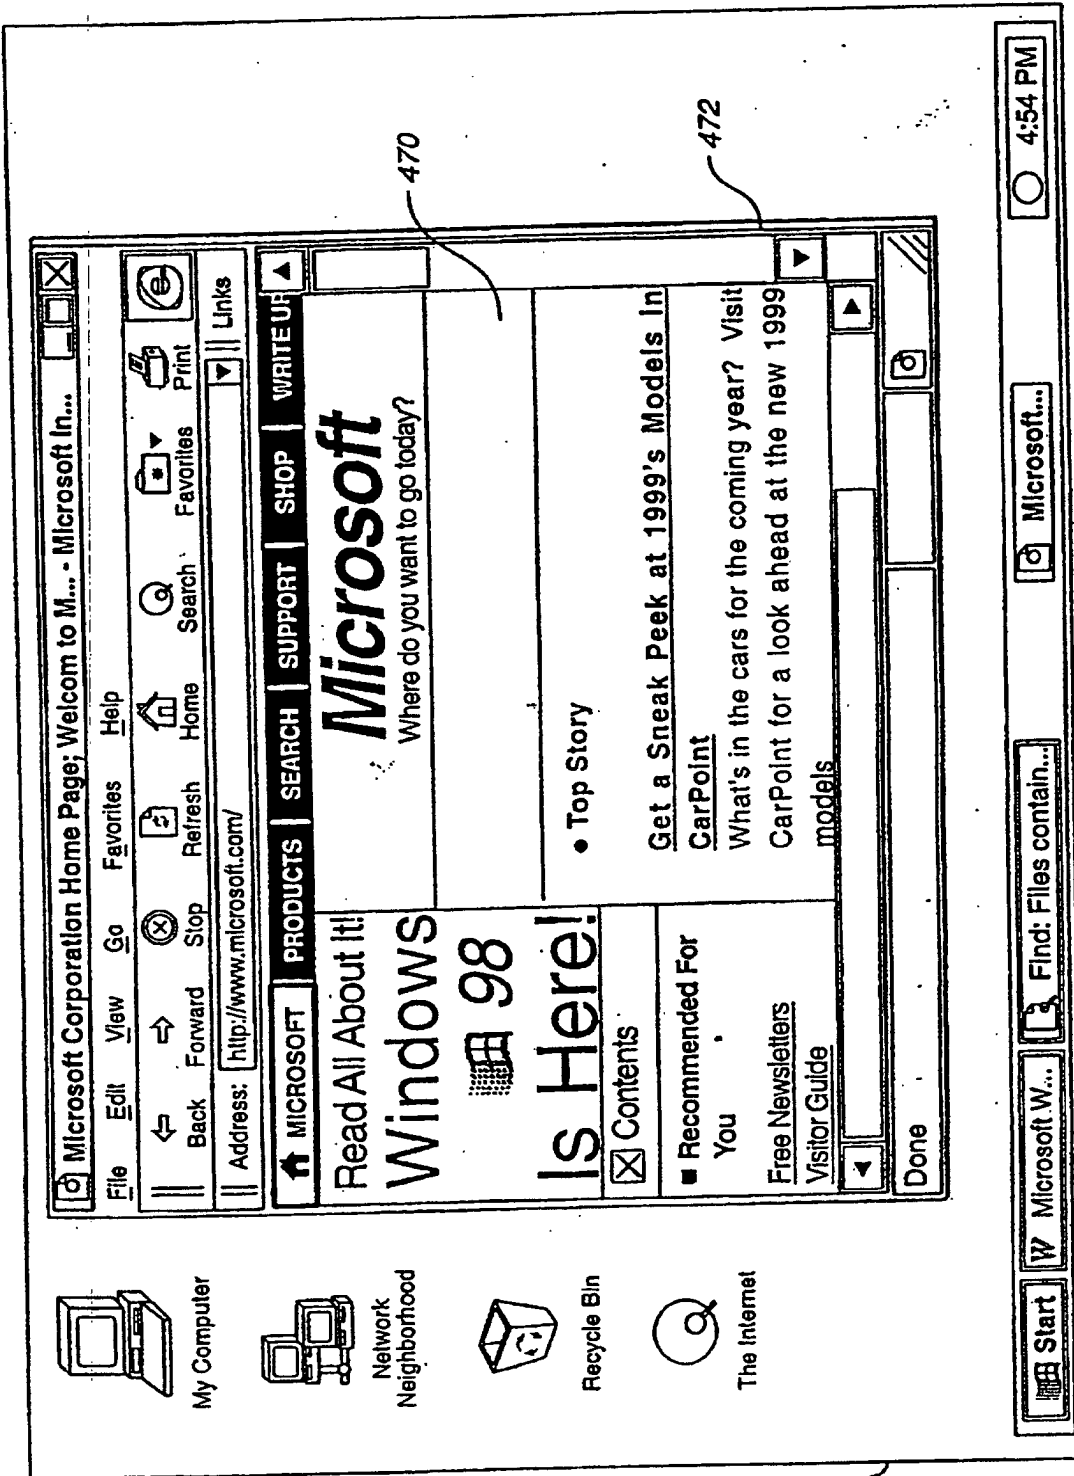 Microsoft Corporation Home Page; Welcom to M... - Microsoft In...
File Edit View Go Favorites Help
Back Forward Stop Refresh Home Search Favorites Print
Address: http://www.microsoft.com/ Links
MICROSOFT PRODUCTS SEARCH SUPPORT SHOP WRITE UP
Read All About It!
Windows
98
Is Here!
Contents
Recommended For
You
Free Newsletters
Visitor Guide
Microsoft
Where do you want to go today?
470
• Top Story
Get a Sneak Peek at 1999's Models In
CarPoint
What's in the cars for the coming year? Visit
CarPoint for a look ahead at the new 1999
models
472
Done
My Computer
Network
Neighborhood
Recycle Bin
The Internet
Start W Microsoft W... Find: Files contain... Microsoft... 4:54 PM